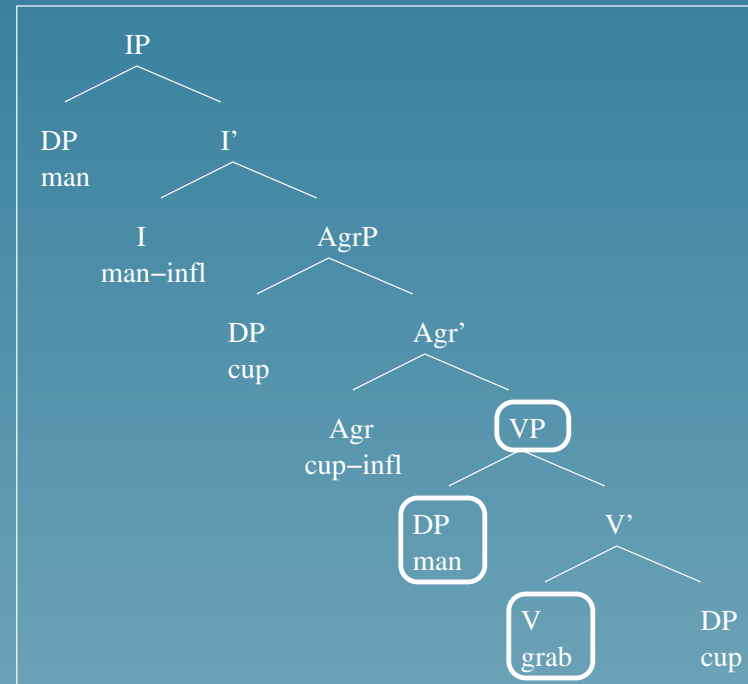 IP
DP I’
man
I AgrP
man−infl
DP Agr’
cup
Agr VP
cup−infl
DP V’
man
V DP
grab cup